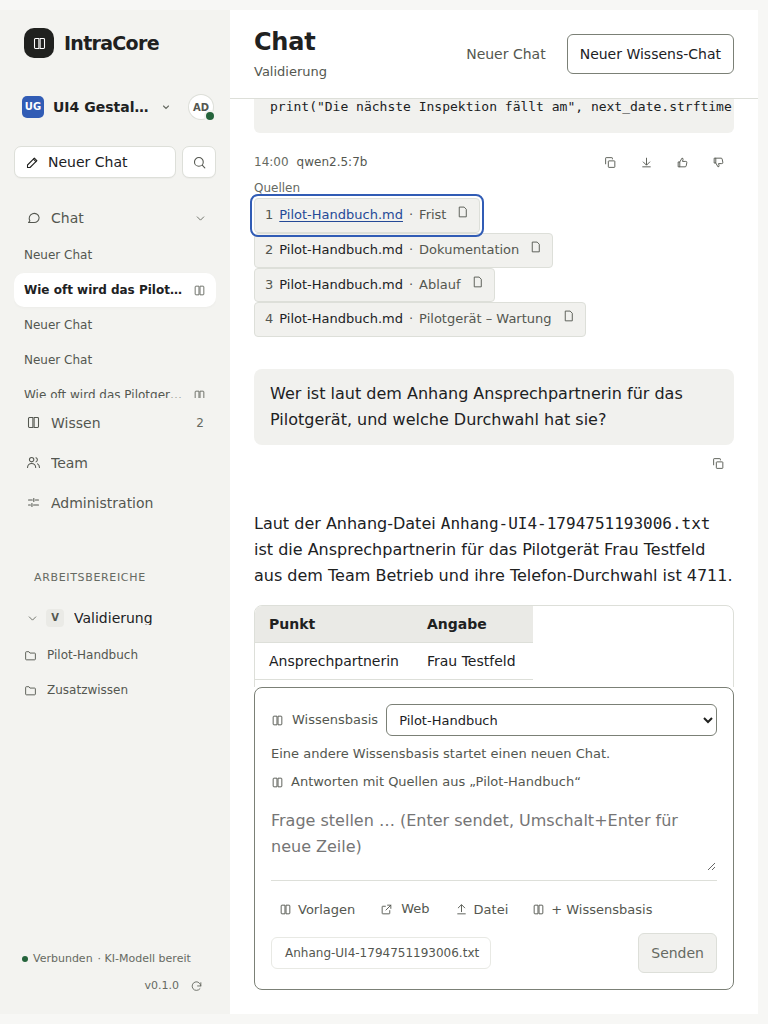 IntraCore
UG UI4 Gestal… AD
Neuer Chat
Chat
Neuer Chat
Wie oft wird das Pilot…
Neuer Chat
Neuer Chat
Wie oft wird das Pilotger…
Wissen 2
Team
Administration
ARBEITSBEREICHE
V Validierung
Pilot-Handbuch
Zusatzwissen
Verbunden · KI-Modell bereit
v0.1.0
Chat
Validierung
Neuer Chat
Neuer Wissens-Chat
print("Die nächste Inspektion fällt am", next_date.strftime
14:00 qwen2.5:7b
Quellen
1 Pilot-Handbuch.md · Frist
2 Pilot-Handbuch.md · Dokumentation
3 Pilot-Handbuch.md · Ablauf
4 Pilot-Handbuch.md · Pilotgerät – Wartung
Wer ist laut dem Anhang Ansprechpartnerin für das
Pilotgerät, und welche Durchwahl hat sie?
Laut der Anhang-Datei Anhang-UI4-1794751193006.txt
ist die Ansprechpartnerin für das Pilotgerät Frau Testfeld
aus dem Team Betrieb und ihre Telefon-Durchwahl ist 4711.
Punkt Angabe
Ansprechpartnerin Frau Testfeld
Wissensbasis Pilot-Handbuch
Eine andere Wissensbasis startet einen neuen Chat.
Antworten mit Quellen aus „Pilot-Handbuch“
Frage stellen … (Enter sendet, Umschalt+Enter für
neue Zeile)
Vorlagen Web Datei + Wissensbasis
Anhang-UI4-1794751193006.txt
Senden